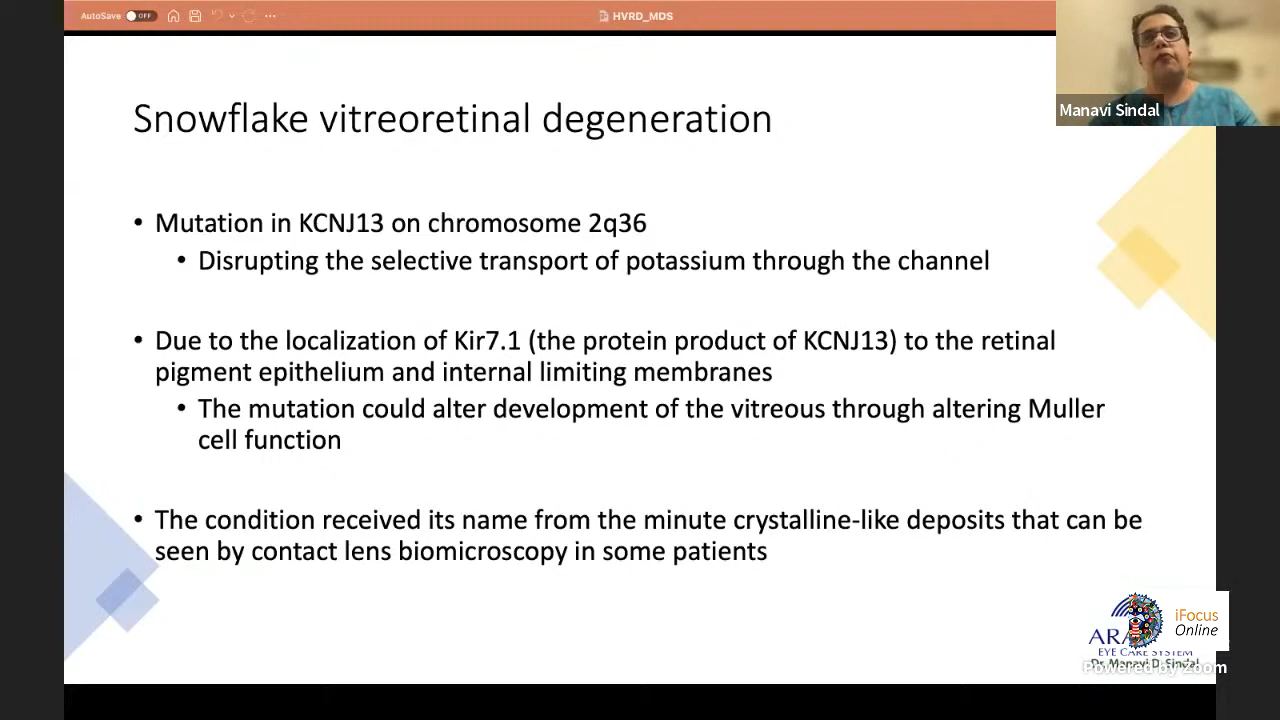 AutoSave OFF
HVRD_MDS
Manavi Sindal
Snowflake vitreoretinal degeneration
• Mutation in KCNJ13 on chromosome 2q36
• Disrupting the selective transport of potassium through the channel
• Due to the localization of Kir7.1 (the protein product of KCNJ13) to the retinal
pigment epithelium and internal limiting membranes
• The mutation could alter development of the vitreous through altering Muller
cell function
• The condition received its name from the minute crystalline-like deposits that can be
seen by contact lens biomicroscopy in some patients
iFocus
Online
EYE CARE SYSTEM
Dr. Manavi D. Sindal
Powered by Zoom